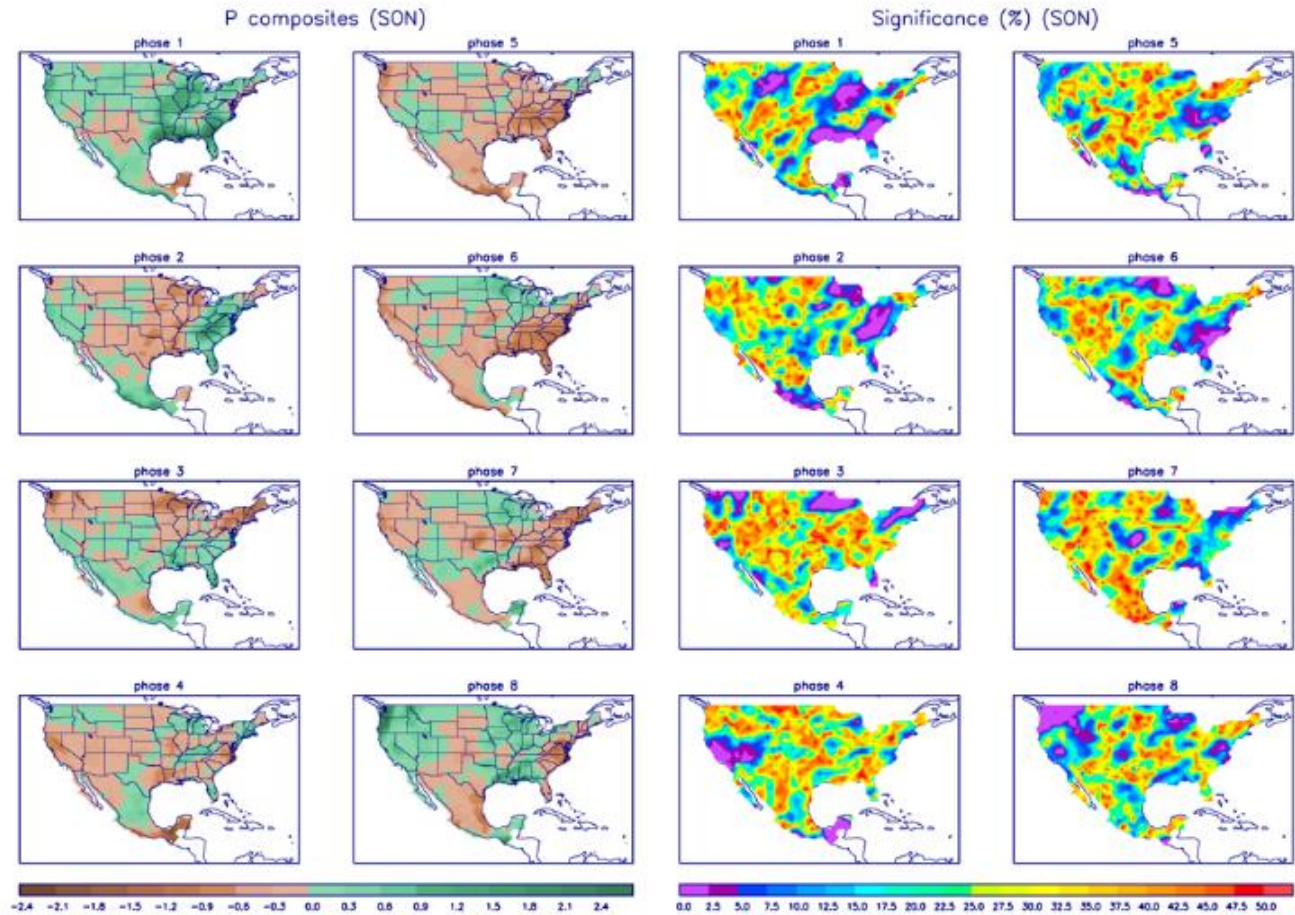 P composites (SON)
Significance (%) (SON)
phase 1
phase 5
phase 1
phase 5
phase 2
phase 6
phase 2
phase 6
phase 3
phase 7
phase 3
phase 7
phase 4
phase 8
phase 4
phase 8
-2.4 -2.1 -1.8 -1.5 -1.2 -0.9 -0.6 -0.3 0.0 0.3 0.6 0.9 1.2 1.5 1.8 2.1 2.4
0.0 2.5 5.0 7.5 10.0 12.5 15.0 17.5 20.0 22.5 25.0 27.5 30.0 32.5 35.0 37.5 40.0 42.5 45.0 47.5 50.0